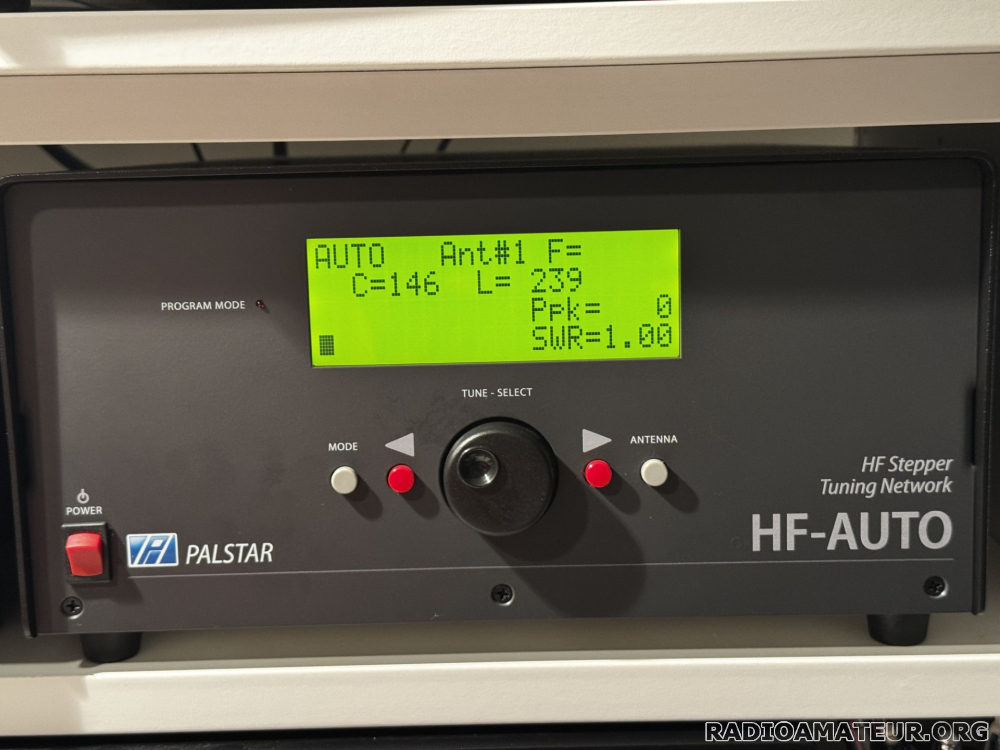 AUTO Ant#1 F=
C=146 L= 239
Ppk= 0
SWR=1.00
PROGRAM MODE
TUNE - SELECT
MODE
ANTENNA
HF Stepper
Tuning Network
HF-AUTO
POWER
PALSTAR
RADIOAMATEUR.ORG